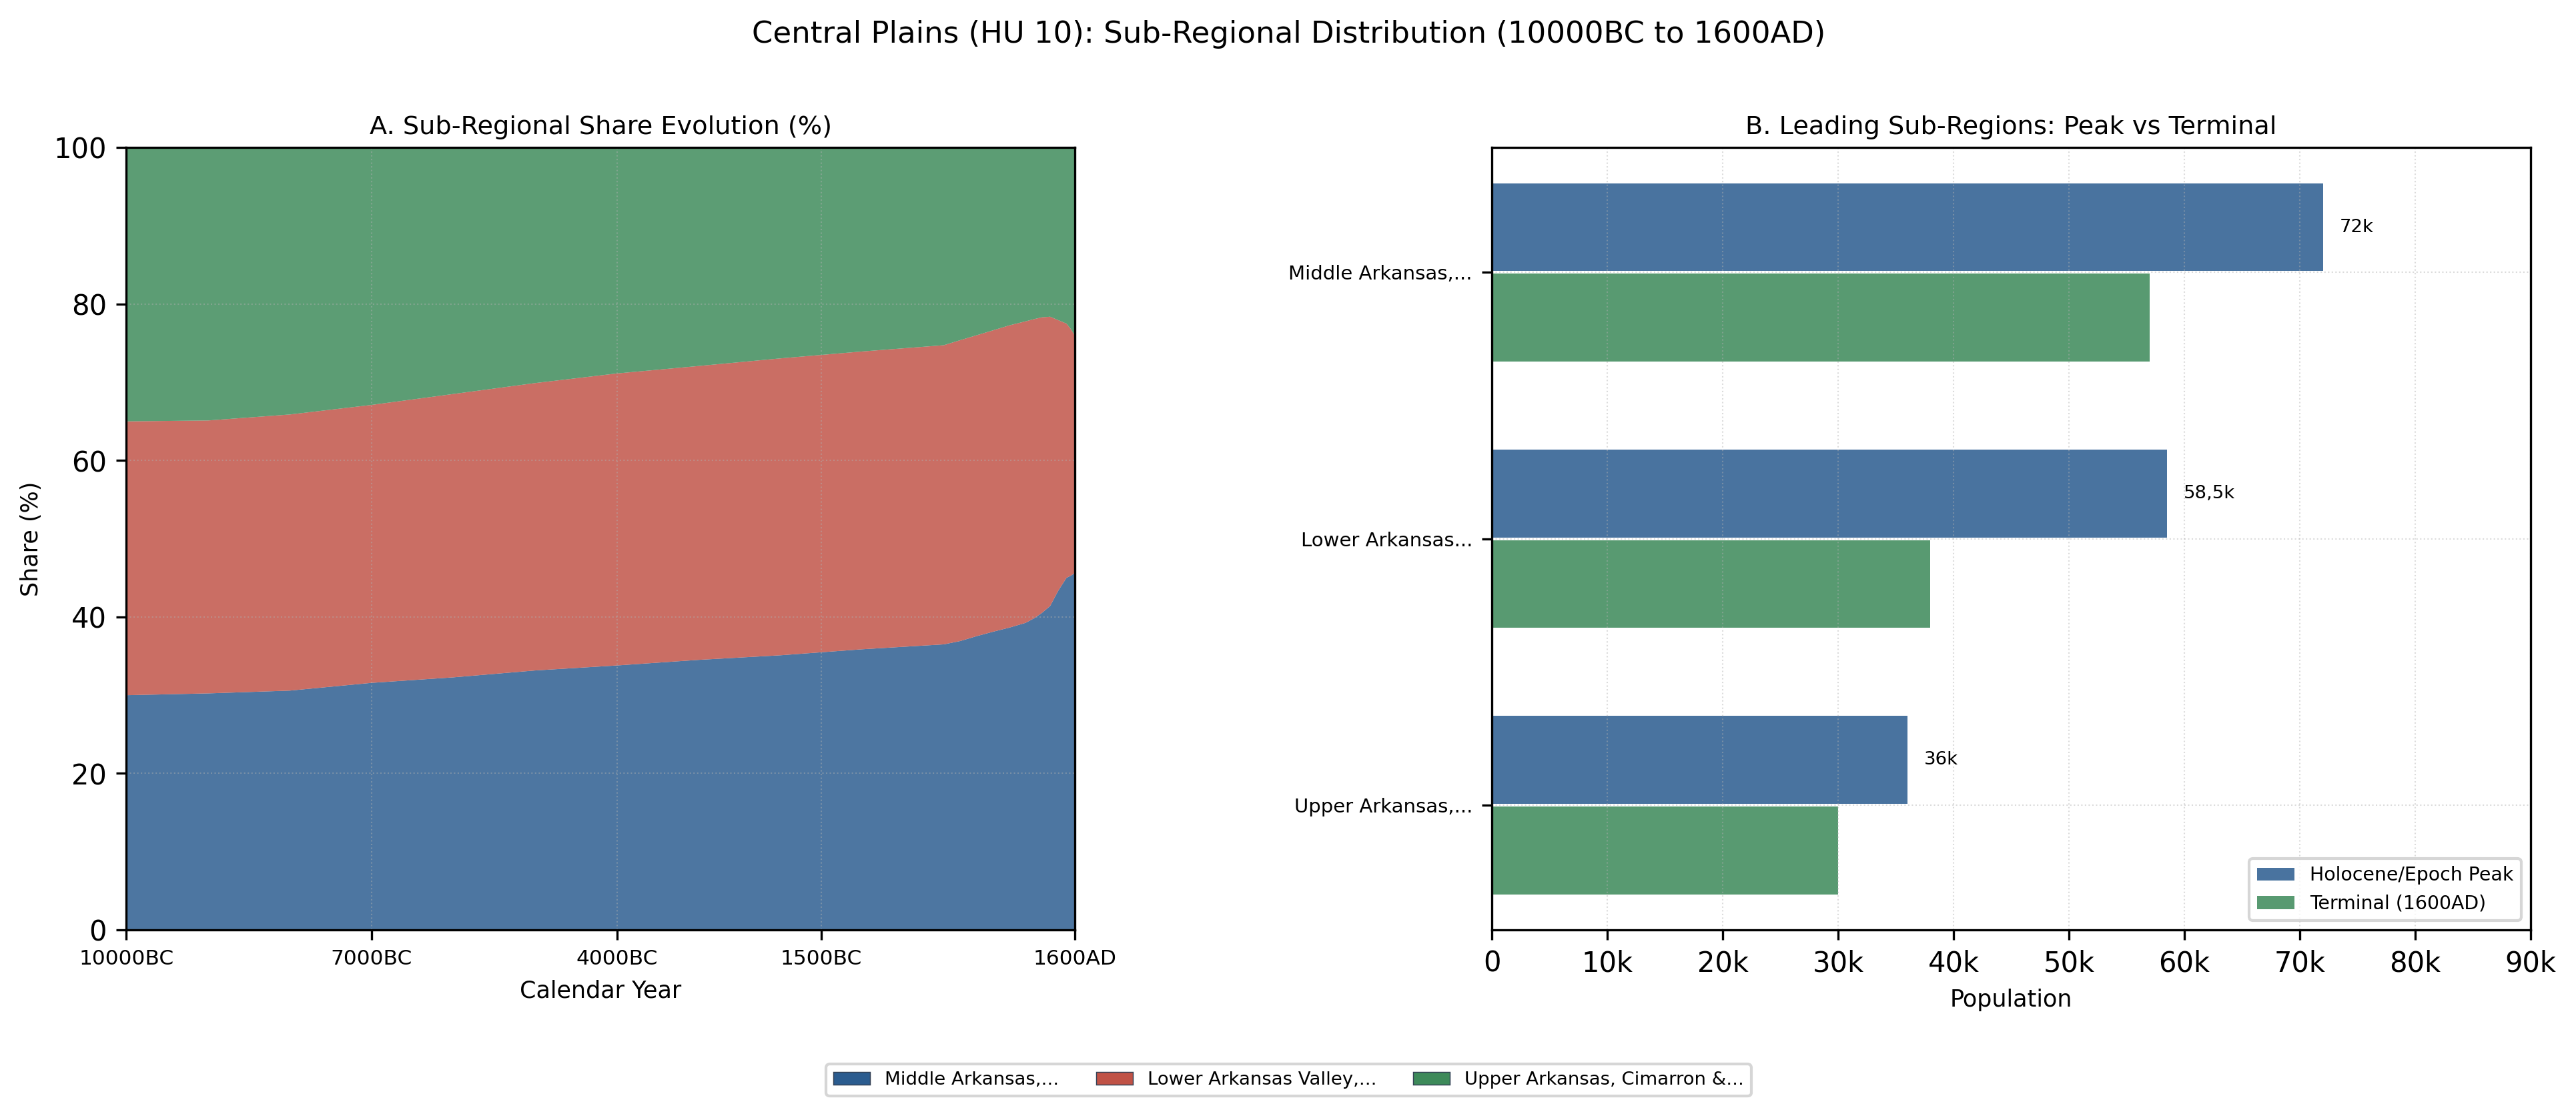 Central Plains (HU 10): Sub-Regional Distribution (10000BC to 1600AD)
A. Sub-Regional Share Evolution (%)
100
80
60
40
20
0
Share (%)
10000BC
7000BC
4000BC
1500BC
1600AD
Calendar Year
B. Leading Sub-Regions: Peak vs Terminal
Middle Arkansas,...
72k
Lower Arkansas...
58,5k
Upper Arkansas,...
36k
Holocene/Epoch Peak
Terminal (1600AD)
0
10k
20k
30k
40k
50k
60k
70k
80k
90k
Population
Middle Arkansas,...
Lower Arkansas Valley,...
Upper Arkansas, Cimarron &...